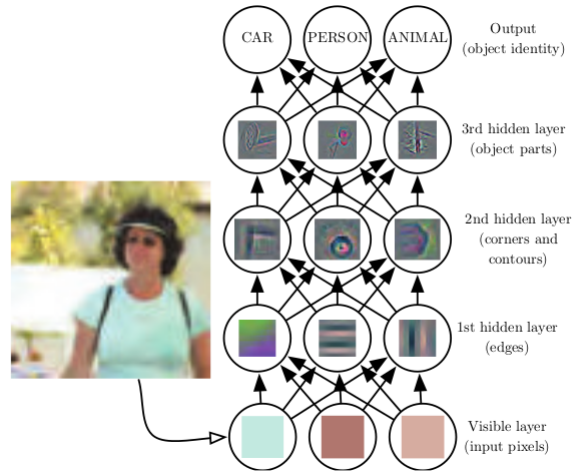 CAR PERSON ANIMAL
Output
(object identity)
3rd hidden layer
(object parts)
2nd hidden layer
(corners and
contours)
1st hidden layer
(edges)
Visible layer
(input pixels)